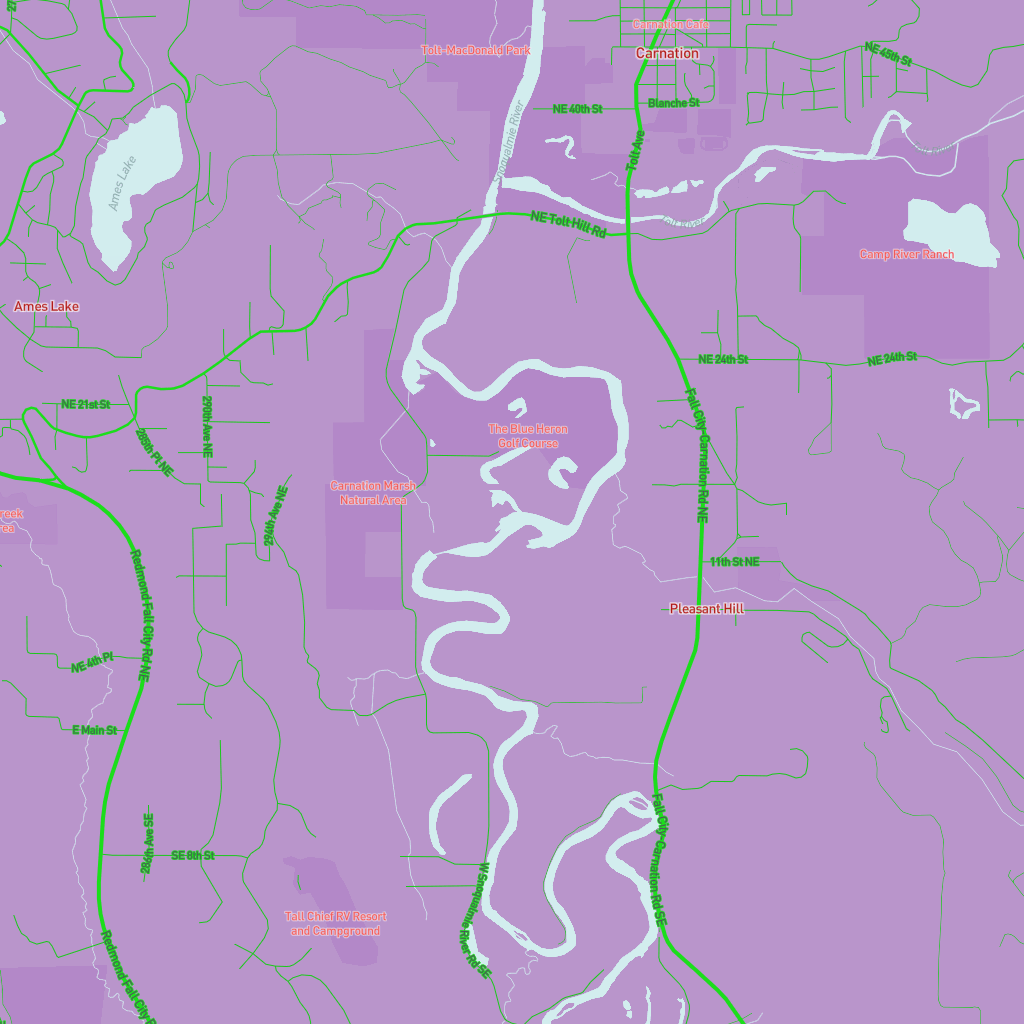 27
Carnation Cafe
Tolt-MacDonald Park
Carnation
NE 45th St
NE 40th St
Blanche St
Snoqualmie River
Tolt Ave
Ames Lake
Tolt River
NE Tolt Hill Rd
Camp River Ranch
Ames Lake
NE 24th St
NE 24th St
NE 21st St
290th Ave NE
285th Pl NE
Fall City-Carnation Rd NE
The Blue Heron
Golf Course
Carnation Marsh
Natural Area
294th Ave NE
reek
rea
11th St NE
Redmond Fall City Rd NE
Pleasant Hill
NE 4th Pl
E Main St
286th Ave SE
SE 8th St
Fall City-Carnation Rd SE
W Snoqualmie River Rd SE
Tall Chief RV Resort
and Campground
Redmond Fall City R